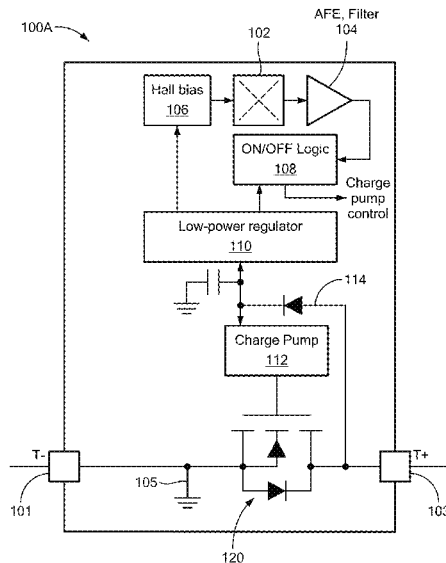 100A
AFE, Filter
102
104
Hall bias
106
ON/OFF Logic
108
Charge
pump
control
Low-power regulator
110
114
Charge Pump
112
T-
T+
105
101
103
120